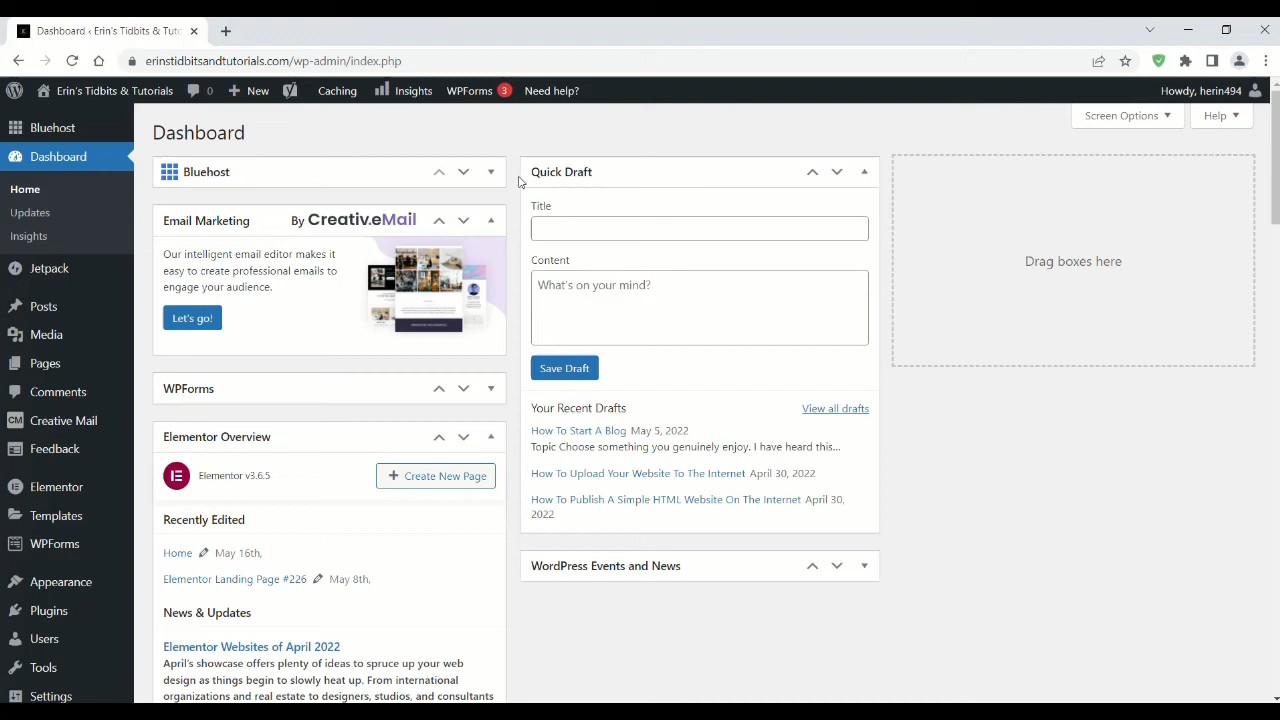 Dashboard ‹ Erin's Tidbits & Tut
erinstidbitsandtutorials.com/wp-admin/index.php
Erin's Tidbits & Tutorials 0 New Caching Insights WPForms 3 Need help? Howdy, herin494
Screen Options Help
Bluehost
Dashboard
Home
Updates
Insights
Jetpack
Posts
Media
Pages
Comments
CM Creative Mail
Feedback
Elementor
Templates
WPForms
Appearance
Plugins
Users
Tools
Settings
Dashboard
Bluehost
Email Marketing By CREATIV.eMAIL
Our intelligent email editor makes it
easy to create professional emails to
engage your audience.
Let's go!
WPForms
Elementor Overview
Elementor v3.6.5 Create New Page
Recently Edited
Home May 16th,
Elementor Landing Page #226 May 8th,
News & Updates
Elementor Websites of April 2022
April's showcase offers plenty of ideas to spruce up your web
design as things begin to slowly heat up. From international
organizations and real estate to designers, studios, and consultants
Quick Draft
Title
Content
What's on your mind?
Save Draft
Your Recent Drafts View all drafts
How To Start A Blog May 5, 2022
Topic Choose something you genuinely enjoy. I have heard this...
How To Upload Your Website To The Internet April 30, 2022
How To Publish A Simple HTML Website On The Internet April 30,
2022
WordPress Events and News
Drag boxes here